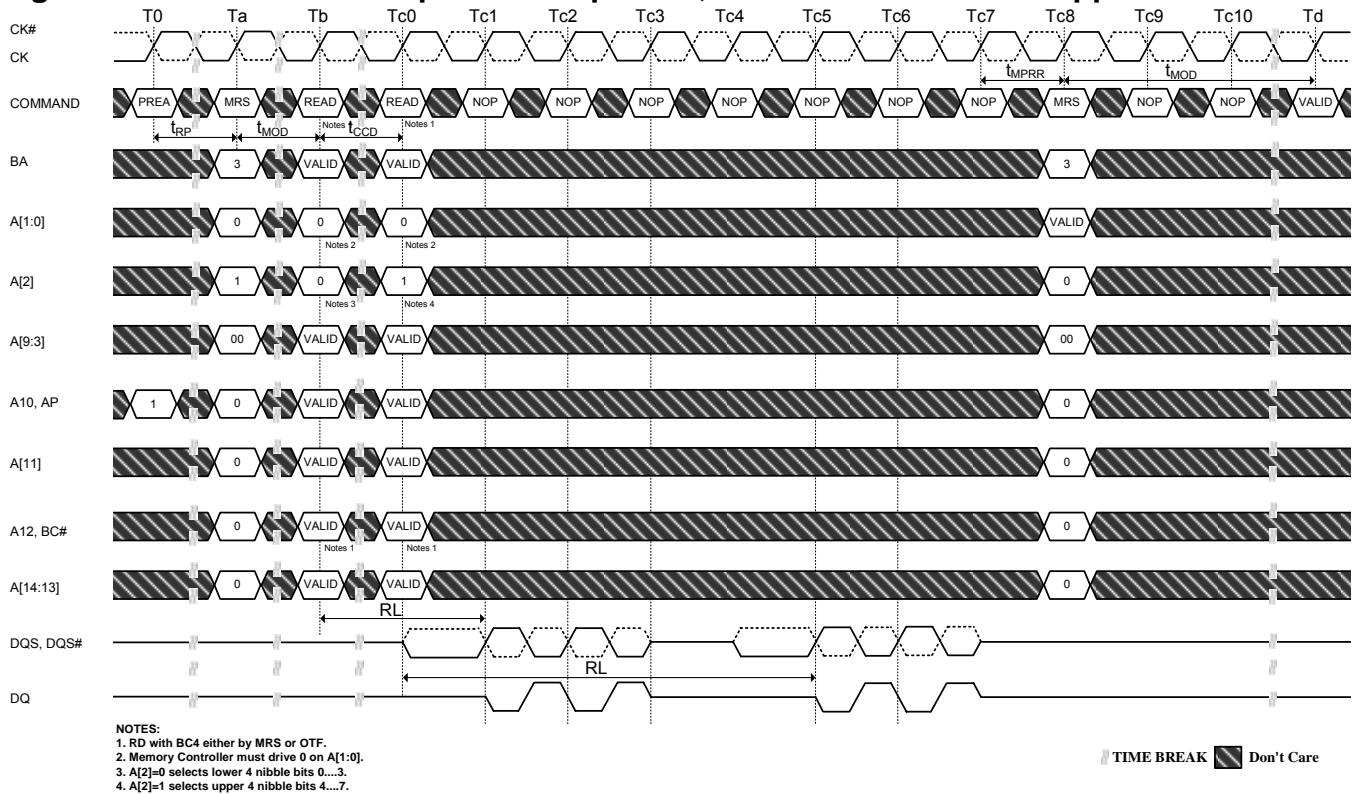 T0 Ta Tb Tc0 Tc1 Tc2 Tc3 Tc4 Tc5 Tc6 Tc7 Tc8 Tc9 Tc10 Td
CK#
CK
tMPRR tMOD
COMMAND PREA MRS READ READ NOP NOP NOP NOP NOP NOP NOP MRS NOP NOP VALID
Notes 1 Notes 1
tRP tMOD tCCD
BA 3 VALID VALID 3
A[1:0] 0 0 0 VALID
Notes 2 Notes 2
A[2] 1 0 1 0
Notes 3 Notes 4
A[9:3] 00 VALID VALID 00
A10, AP 1 0 VALID VALID 0
A[11] 0 VALID VALID 0
A12, BC# 0 VALID VALID 0
Notes 1 Notes 1
A[14:13] 0 VALID VALID 0
RL
DQS, DQS#
RL
DQ
NOTES:
1. RD with BC4 either by MRS or OTF.
2. Memory Controller must drive 0 on A[1:0].
3. A[2]=0 selects lower 4 nibble bits 0....3.
4. A[2]=1 selects upper 4 nibble bits 4....7.
TIME BREAK Don't Care